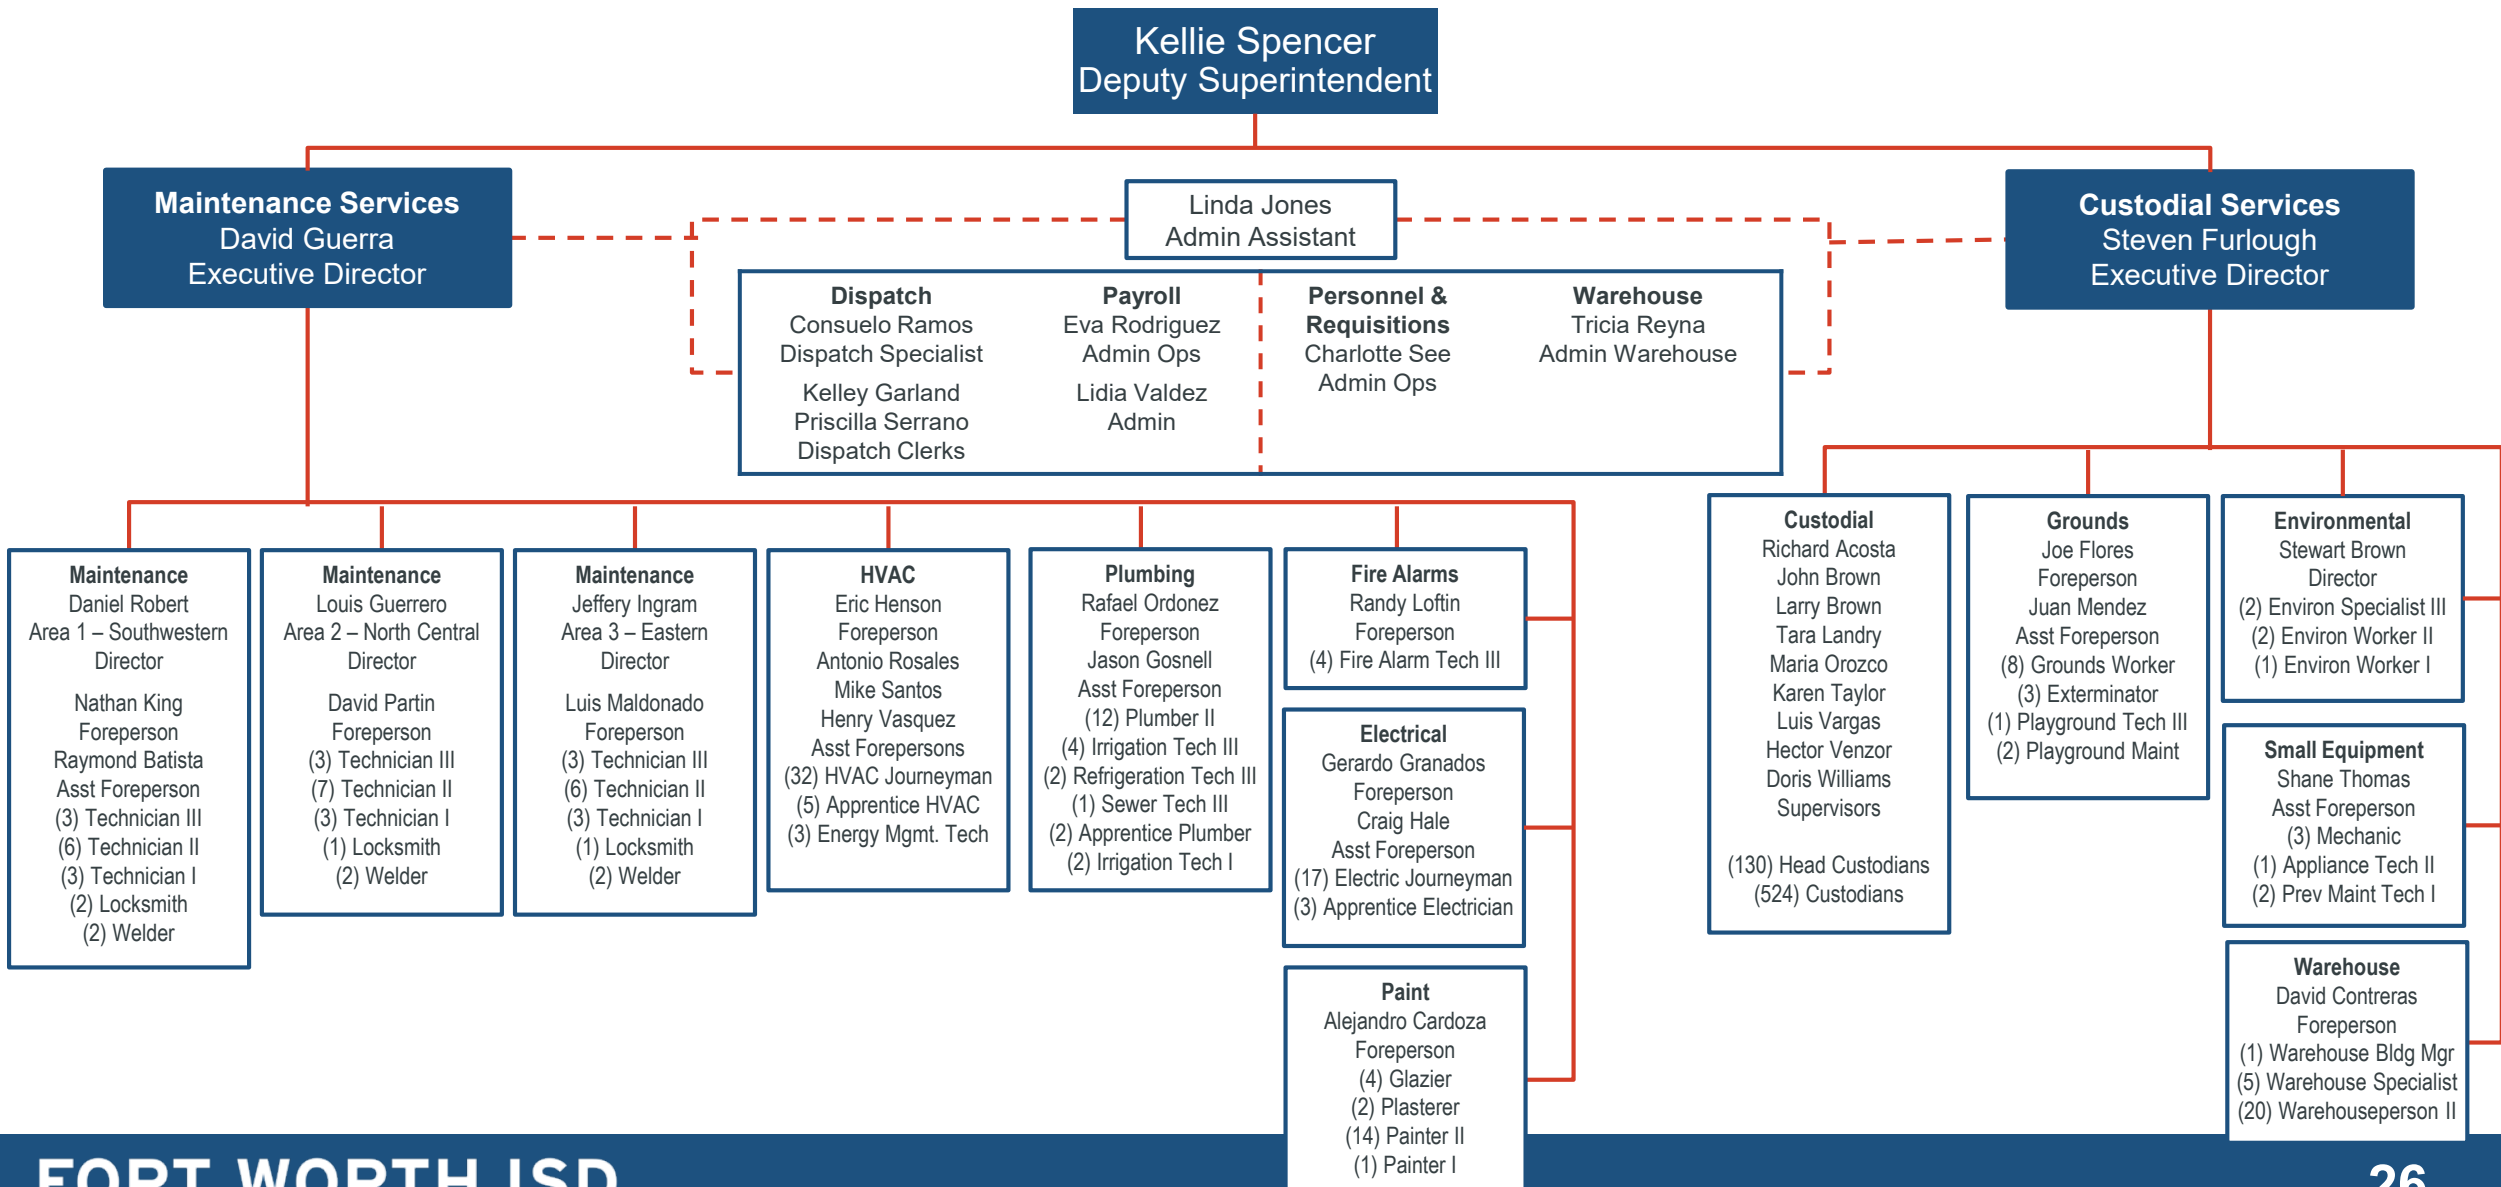 Kellie Spencer
Deputy Superintendent
Maintenance Services
David Guerra
Executive Director
Linda Jones
Admin Assistant
Custodial Services
Steven Furlough
Executive Director
Dispatch
Consuelo Ramos
Dispatch Specialist
Kelley Garland
Priscilla Serrano
Dispatch Clerks
Payroll
Eva Rodriguez
Admin Ops
Lidia Valdez
Admin
Personnel &
Requisitions
Charlotte See
Admin Ops
Warehouse
Tricia Reyna
Admin Warehouse
Maintenance
Daniel Robert
Area 1 – Southwestern
Director
Nathan King
Foreperson
Raymond Batista
Asst Foreperson
(3) Technician III
(6) Technician II
(3) Technician I
(2) Locksmith
(2) Welder
Maintenance
Louis Guerrero
Area 2 – North Central
Director
David Partin
Foreperson
(3) Technician III
(7) Technician II
(3) Technician I
(1) Locksmith
(2) Welder
Maintenance
Jeffery Ingram
Area 3 – Eastern
Director
Luis Maldonado
Foreperson
(3) Technician III
(6) Technician II
(3) Technician I
(1) Locksmith
(2) Welder
HVAC
Eric Henson
Foreperson
Antonio Rosales
Mike Santos
Henry Vasquez
Asst Forepersons
(32) HVAC Journeyman
(5) Apprentice HVAC
(3) Energy Mgmt. Tech
Plumbing
Rafael Ordonez
Foreperson
Jason Gosnell
Asst Foreperson
(12) Plumber II
(4) Irrigation Tech III
(2) Refrigeration Tech III
(1) Sewer Tech III
(2) Apprentice Plumber
(2) Irrigation Tech I
Fire Alarms
Randy Loftin
Foreperson
(4) Fire Alarm Tech III
Electrical
Gerardo Granados
Foreperson
Craig Hale
Asst Foreperson
(17) Electric Journeyman
(3) Apprentice Electrician
Paint
Alejandro Cardoza
Foreperson
(4) Glazier
(2) Plasterer
(14) Painter II
(1) Painter I
Custodial
Richard Acosta
John Brown
Larry Brown
Tara Landry
Maria Orozco
Karen Taylor
Luis Vargas
Hector Venzor
Doris Williams
Supervisors
(130) Head Custodians
(524) Custodians
Grounds
Joe Flores
Foreperson
Juan Mendez
Asst Foreperson
(8) Grounds Worker
(3) Exterminator
(1) Playground Tech III
(2) Playground Maint
Environmental
Stewart Brown
Director
(2) Environ Specialist III
(2) Environ Worker II
(1) Environ Worker I
Small Equipment
Shane Thomas
Asst Foreperson
(3) Mechanic
(1) Appliance Tech II
(2) Prev Maint Tech I
Warehouse
David Contreras
Foreperson
(1) Warehouse Bldg Mgr
(5) Warehouse Specialist
(20) Warehouseperson II
FORT WORTH ISD
26